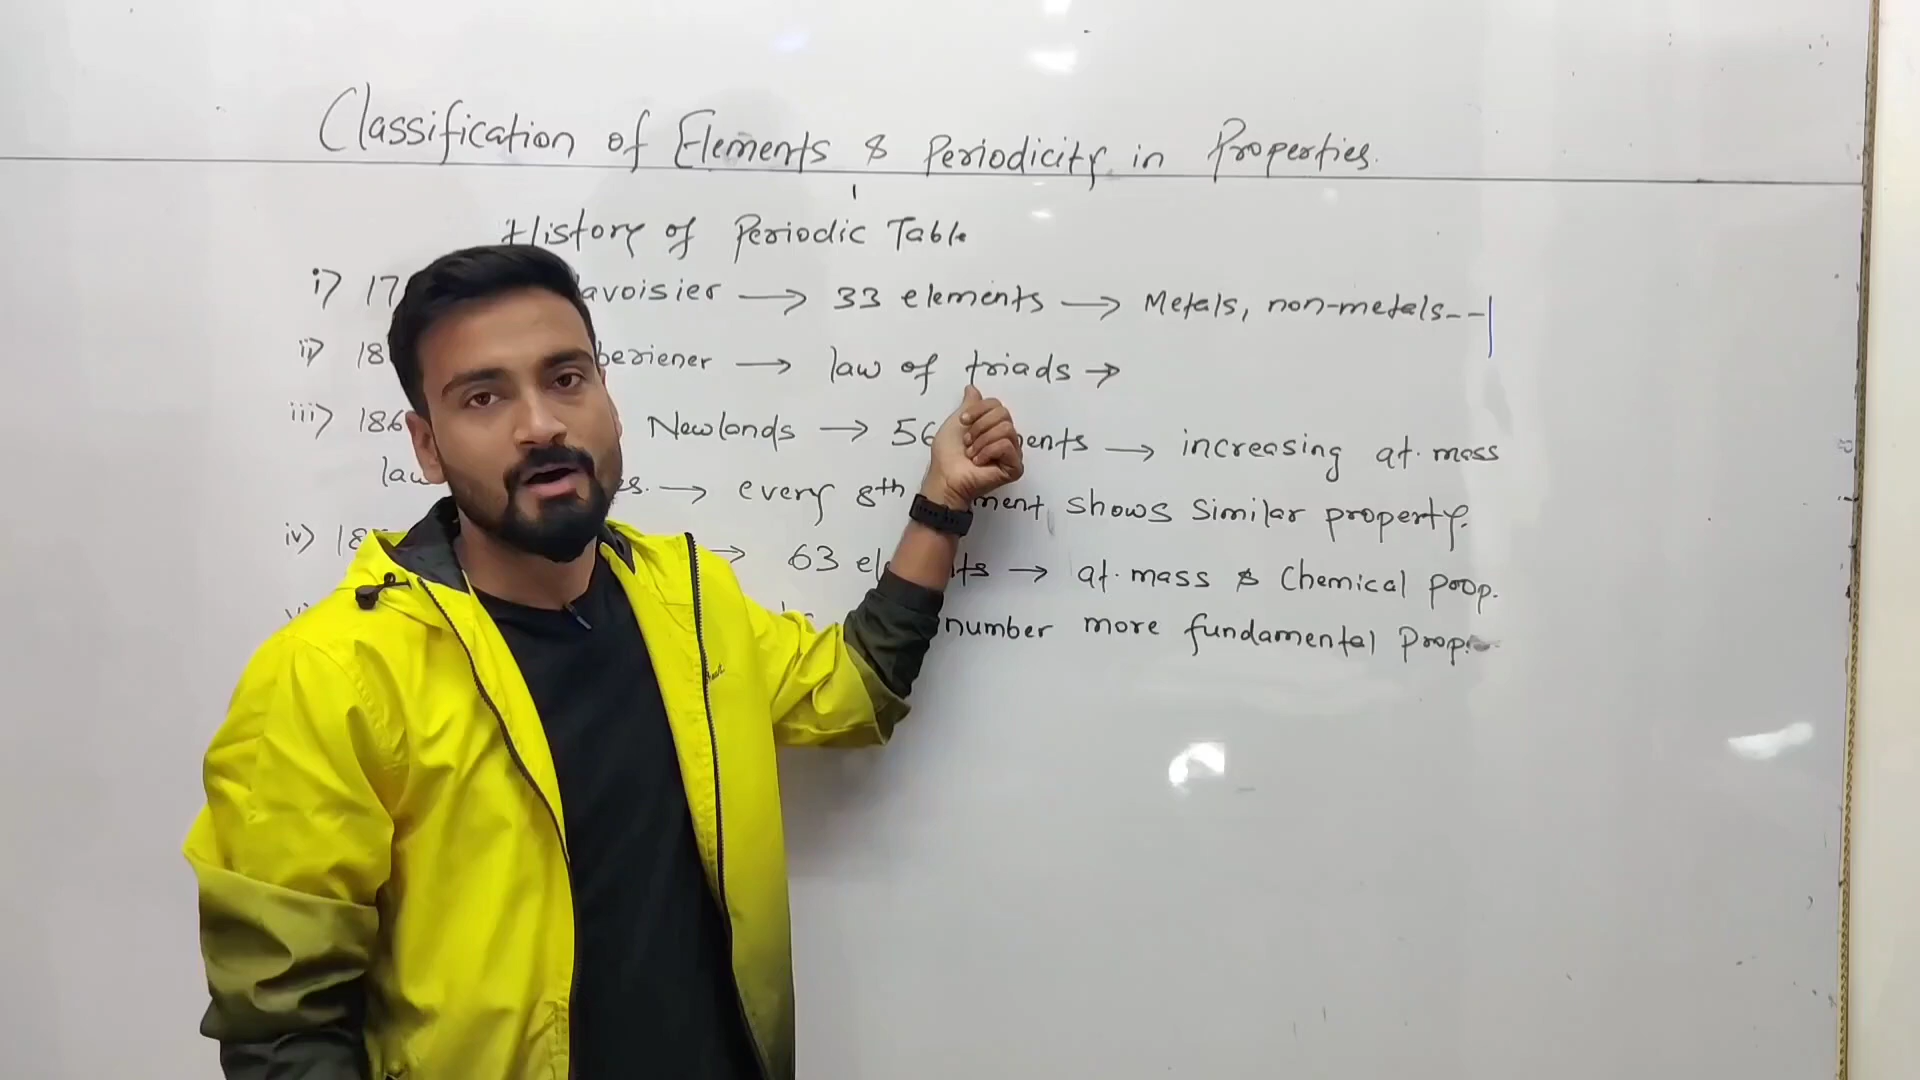 Classification of Elements & Periodicity in Properties.
History of Periodic Table
i) 17 avoisier → 33 elements → Metals, non-metals--
ii) 18 beriener → law of triads →
iii) 186 Newlands → 56 ents → increasing at. mass
law es. → every 8th ment shows similar property.
iv) 18 → 63 el ts → at. mass & Chemical prop.
number more fundamental prop.